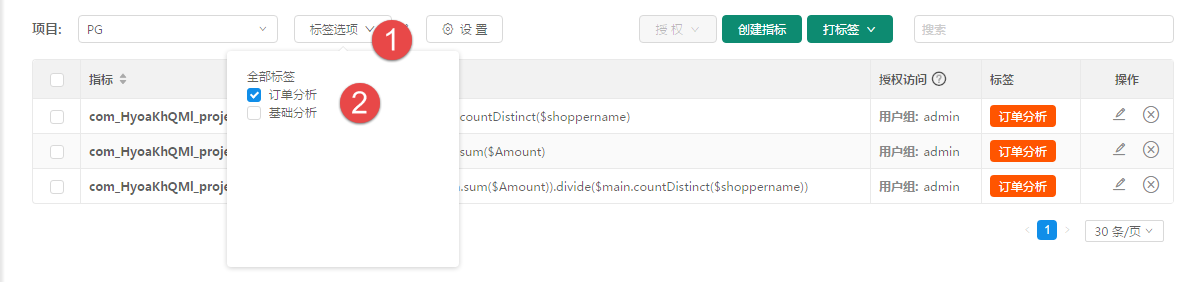 项目: PG 标签选项 设 置 授 权 创建指标 打标签 搜索
1
全部标签
订单分析
基础分析
2
指标 授权访问 标签 操作
com_HyoaKhQMl_proje .countDistinct($shoppername) 用户组: admin 订单分析
com_HyoaKhQMl_proje .sum($Amount) 用户组: admin 订单分析
com_HyoaKhQMl_proje .sum($Amount)).divide($main.countDistinct($shoppername)) 用户组: admin 订单分析
1 30 条/页